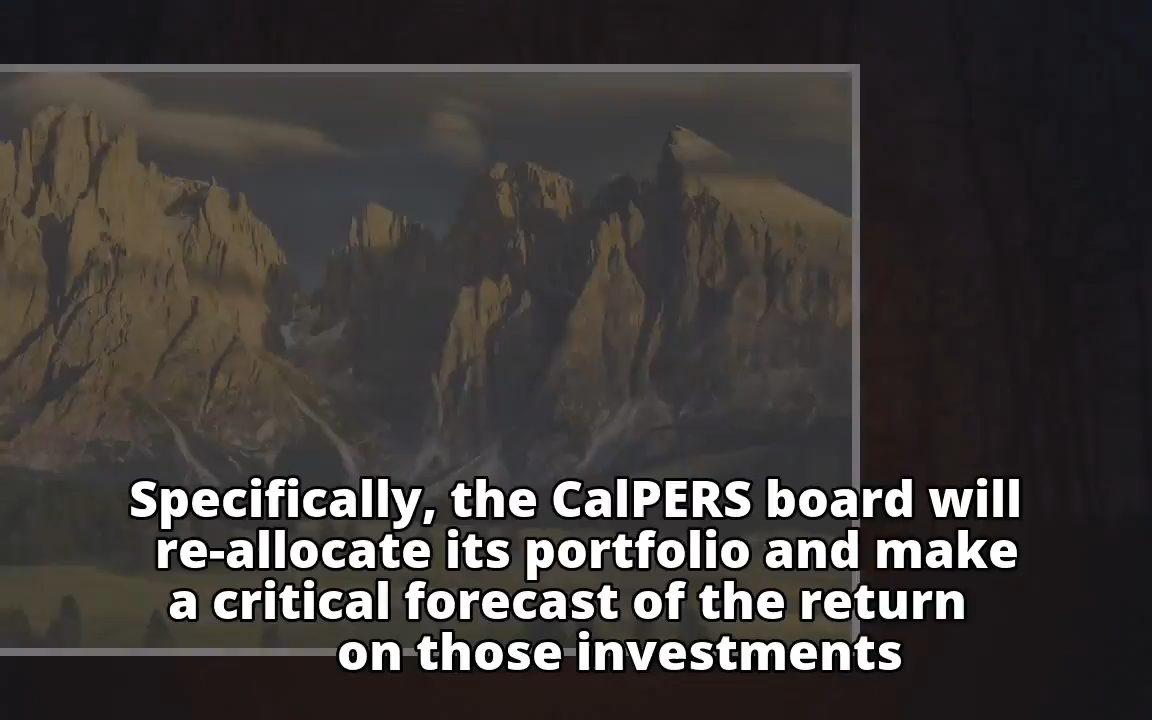 Specifically, the CalPERS board will
re-allocate its portfolio and make
a critical forecast of the return
on those investments